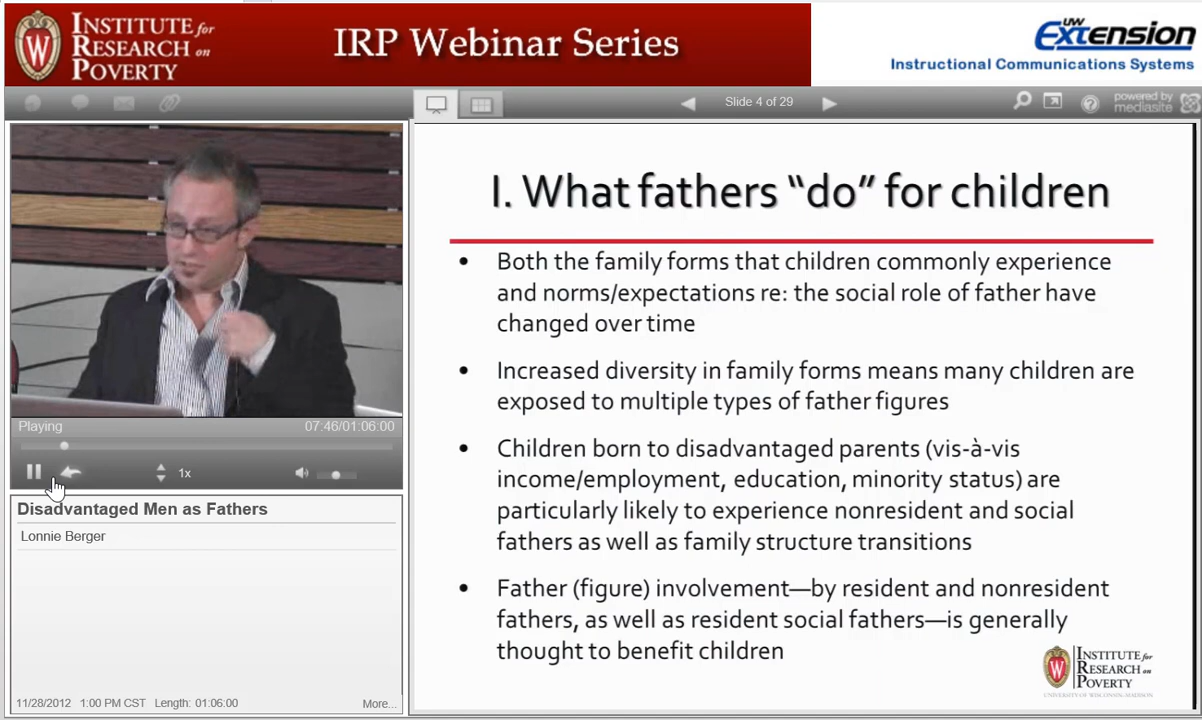 INSTITUTE for
RESEARCH on
POVERTY
IRP Webinar Series
UW
Extension
Instructional Communications Systems
Slide 4 of 29
powered by
mediasite
I. What fathers “do” for children
• Both the family forms that children commonly experience
and norms/expectations re: the social role of father have
changed over time
• Increased diversity in family forms means many children are
exposed to multiple types of father figures
• Children born to disadvantaged parents (vis-à-vis
income/employment, education, minority status) are
particularly likely to experience nonresident and social
fathers as well as family structure transitions
• Father (figure) involvement—by resident and nonresident
fathers, as well as resident social fathers—is generally
thought to benefit children
INSTITUTE for
RESEARCH on
POVERTY
UNIVERSITY OF WISCONSIN-MADISON
Playing
07:46/01:06:00
1x
Disadvantaged Men as Fathers
Lonnie Berger
11/28/2012 1:00 PM CST Length: 01:06:00
More...